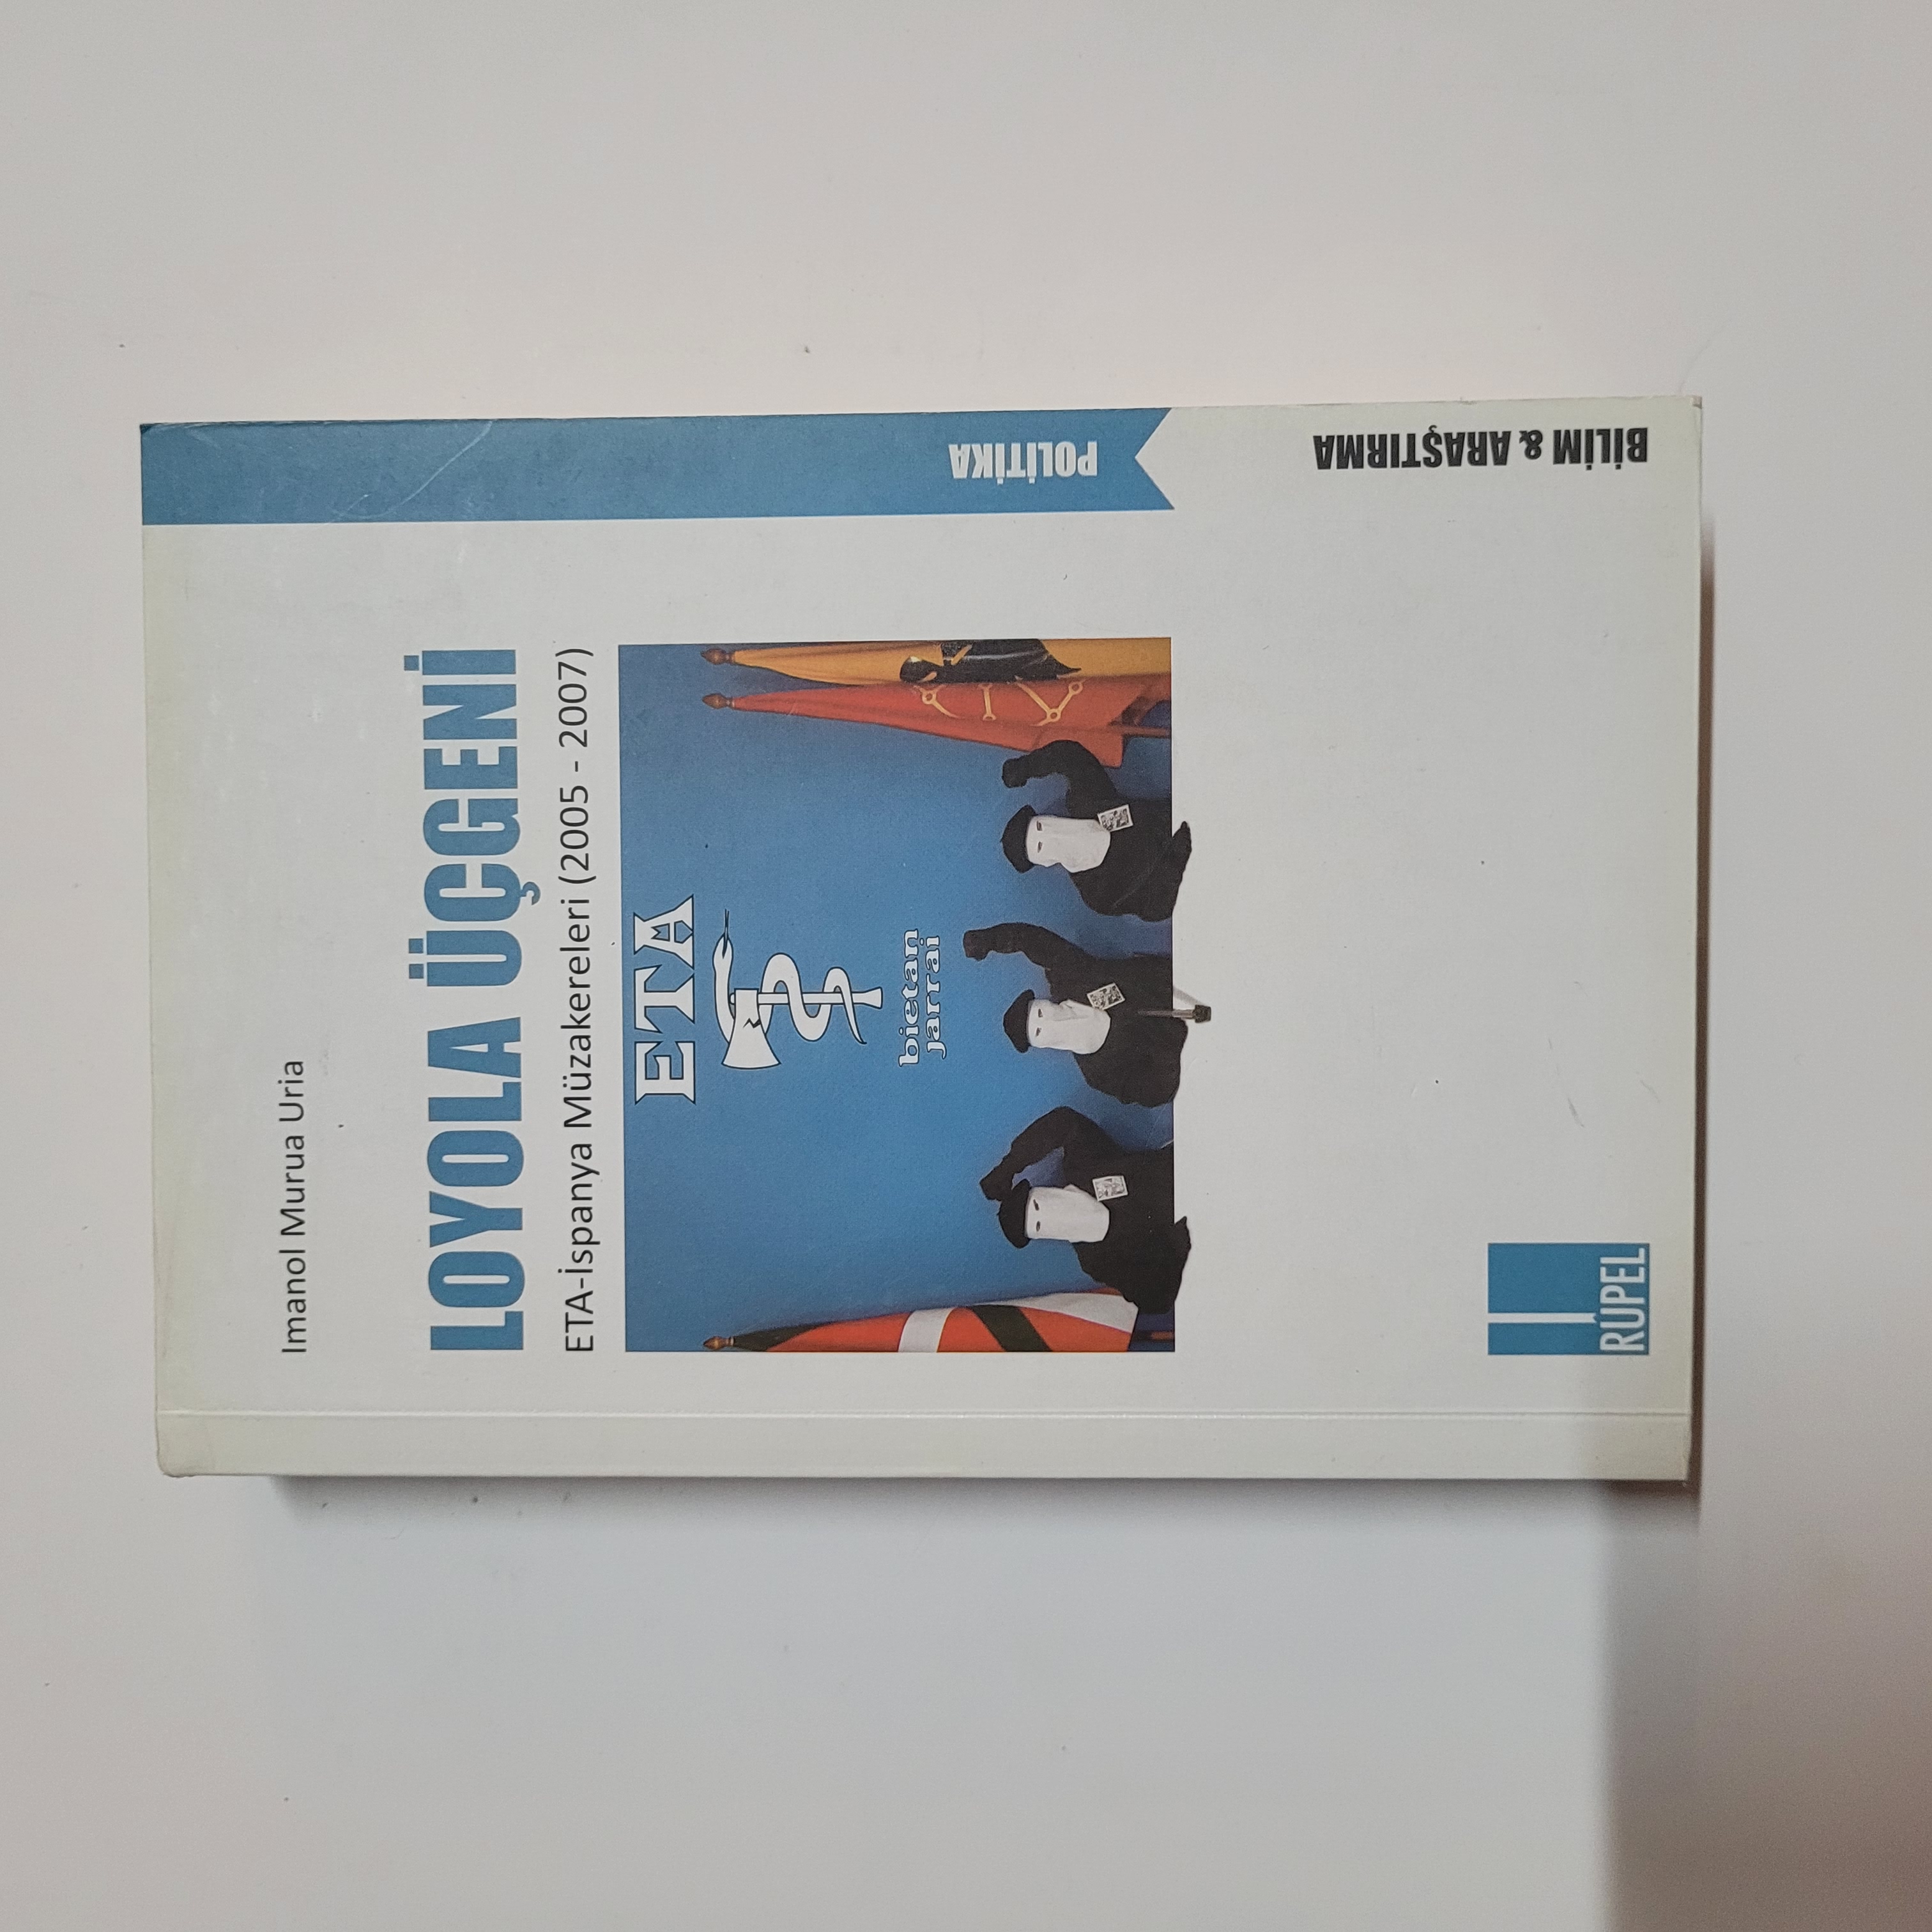 Imanol Murua Uria
LOYOLA ÜÇGENİ
ETA-İspanya Müzakereleri (2005 - 2007)
ETA
bietan
jarrai
POLİTİKA
BİLİM & ARAŞTIRMA
RÛPEL